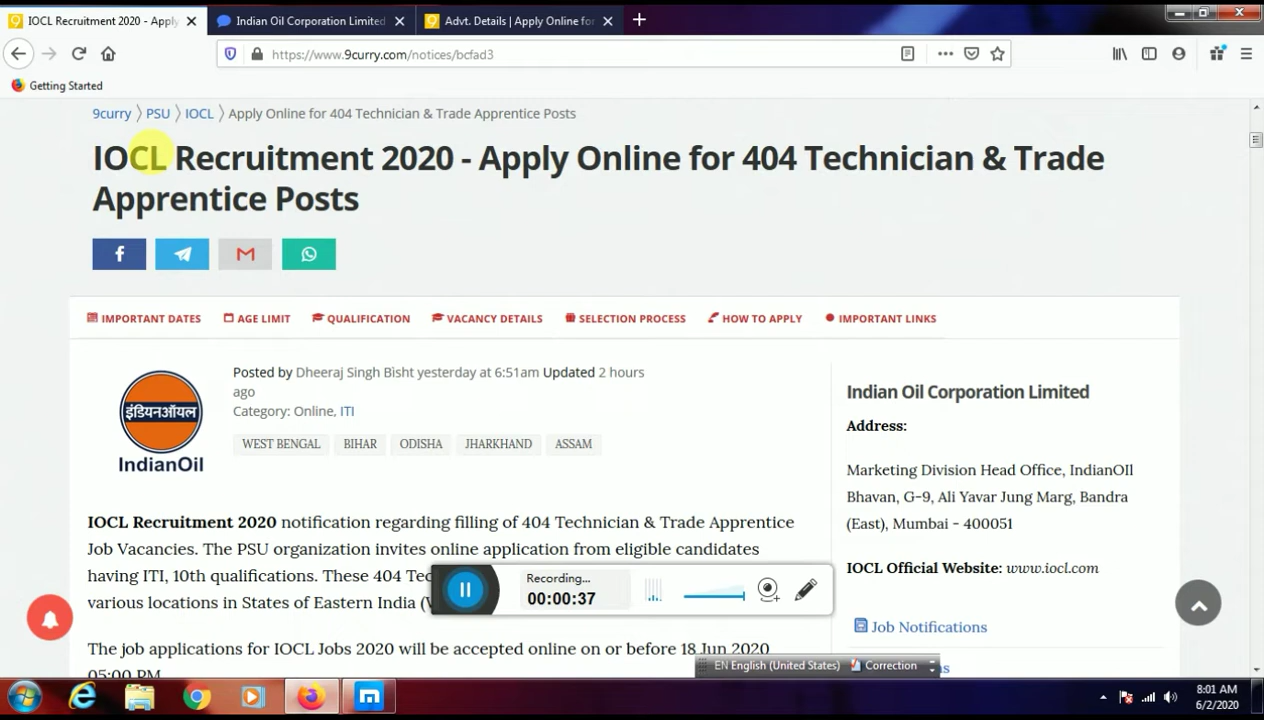 IOCL Recruitment 2020 - Apply
Indian Oil Corporation Limited
Advt. Details | Apply Online for
https://www.9curry.com/notices/bcfad3
Getting Started
9curry 〉 PSU 〉 IOCL 〉 Apply Online for 404 Technician & Trade Apprentice Posts
IOCL Recruitment 2020 - Apply Online for 404 Technician & Trade
Apprentice Posts
IMPORTANT DATES AGE LIMIT QUALIFICATION VACANCY DETAILS SELECTION PROCESS HOW TO APPLY IMPORTANT LINKS
इंडियनऑयल
IndianOil
Posted by Dheeraj Singh Bisht yesterday at 6:51am Updated 2 hours
ago
Category: Online, ITI
WEST BENGAL BIHAR ODISHA JHARKHAND ASSAM
IOCL Recruitment 2020 notification regarding filling of 404 Technician & Trade Apprentice
Job Vacancies. The PSU organization invites online application from eligible candidates
having ITI, 10th qualifications. These 404
various locations in States of Eastern India
The job applications for IOCL Jobs 2020 will be accepted online on or before 18 Jun 2020
05:00 PM
Indian Oil Corporation Limited
Address:
Marketing Division Head Office, IndianOIl
Bhavan, G-9, Ali Yavar Jung Marg, Bandra
(East), Mumbai - 400051
IOCL Official Website: www.iocl.com
Job Notifications
Recording...
00:00:37
EN English (United States) Correction
8:01 AM
6/2/2020